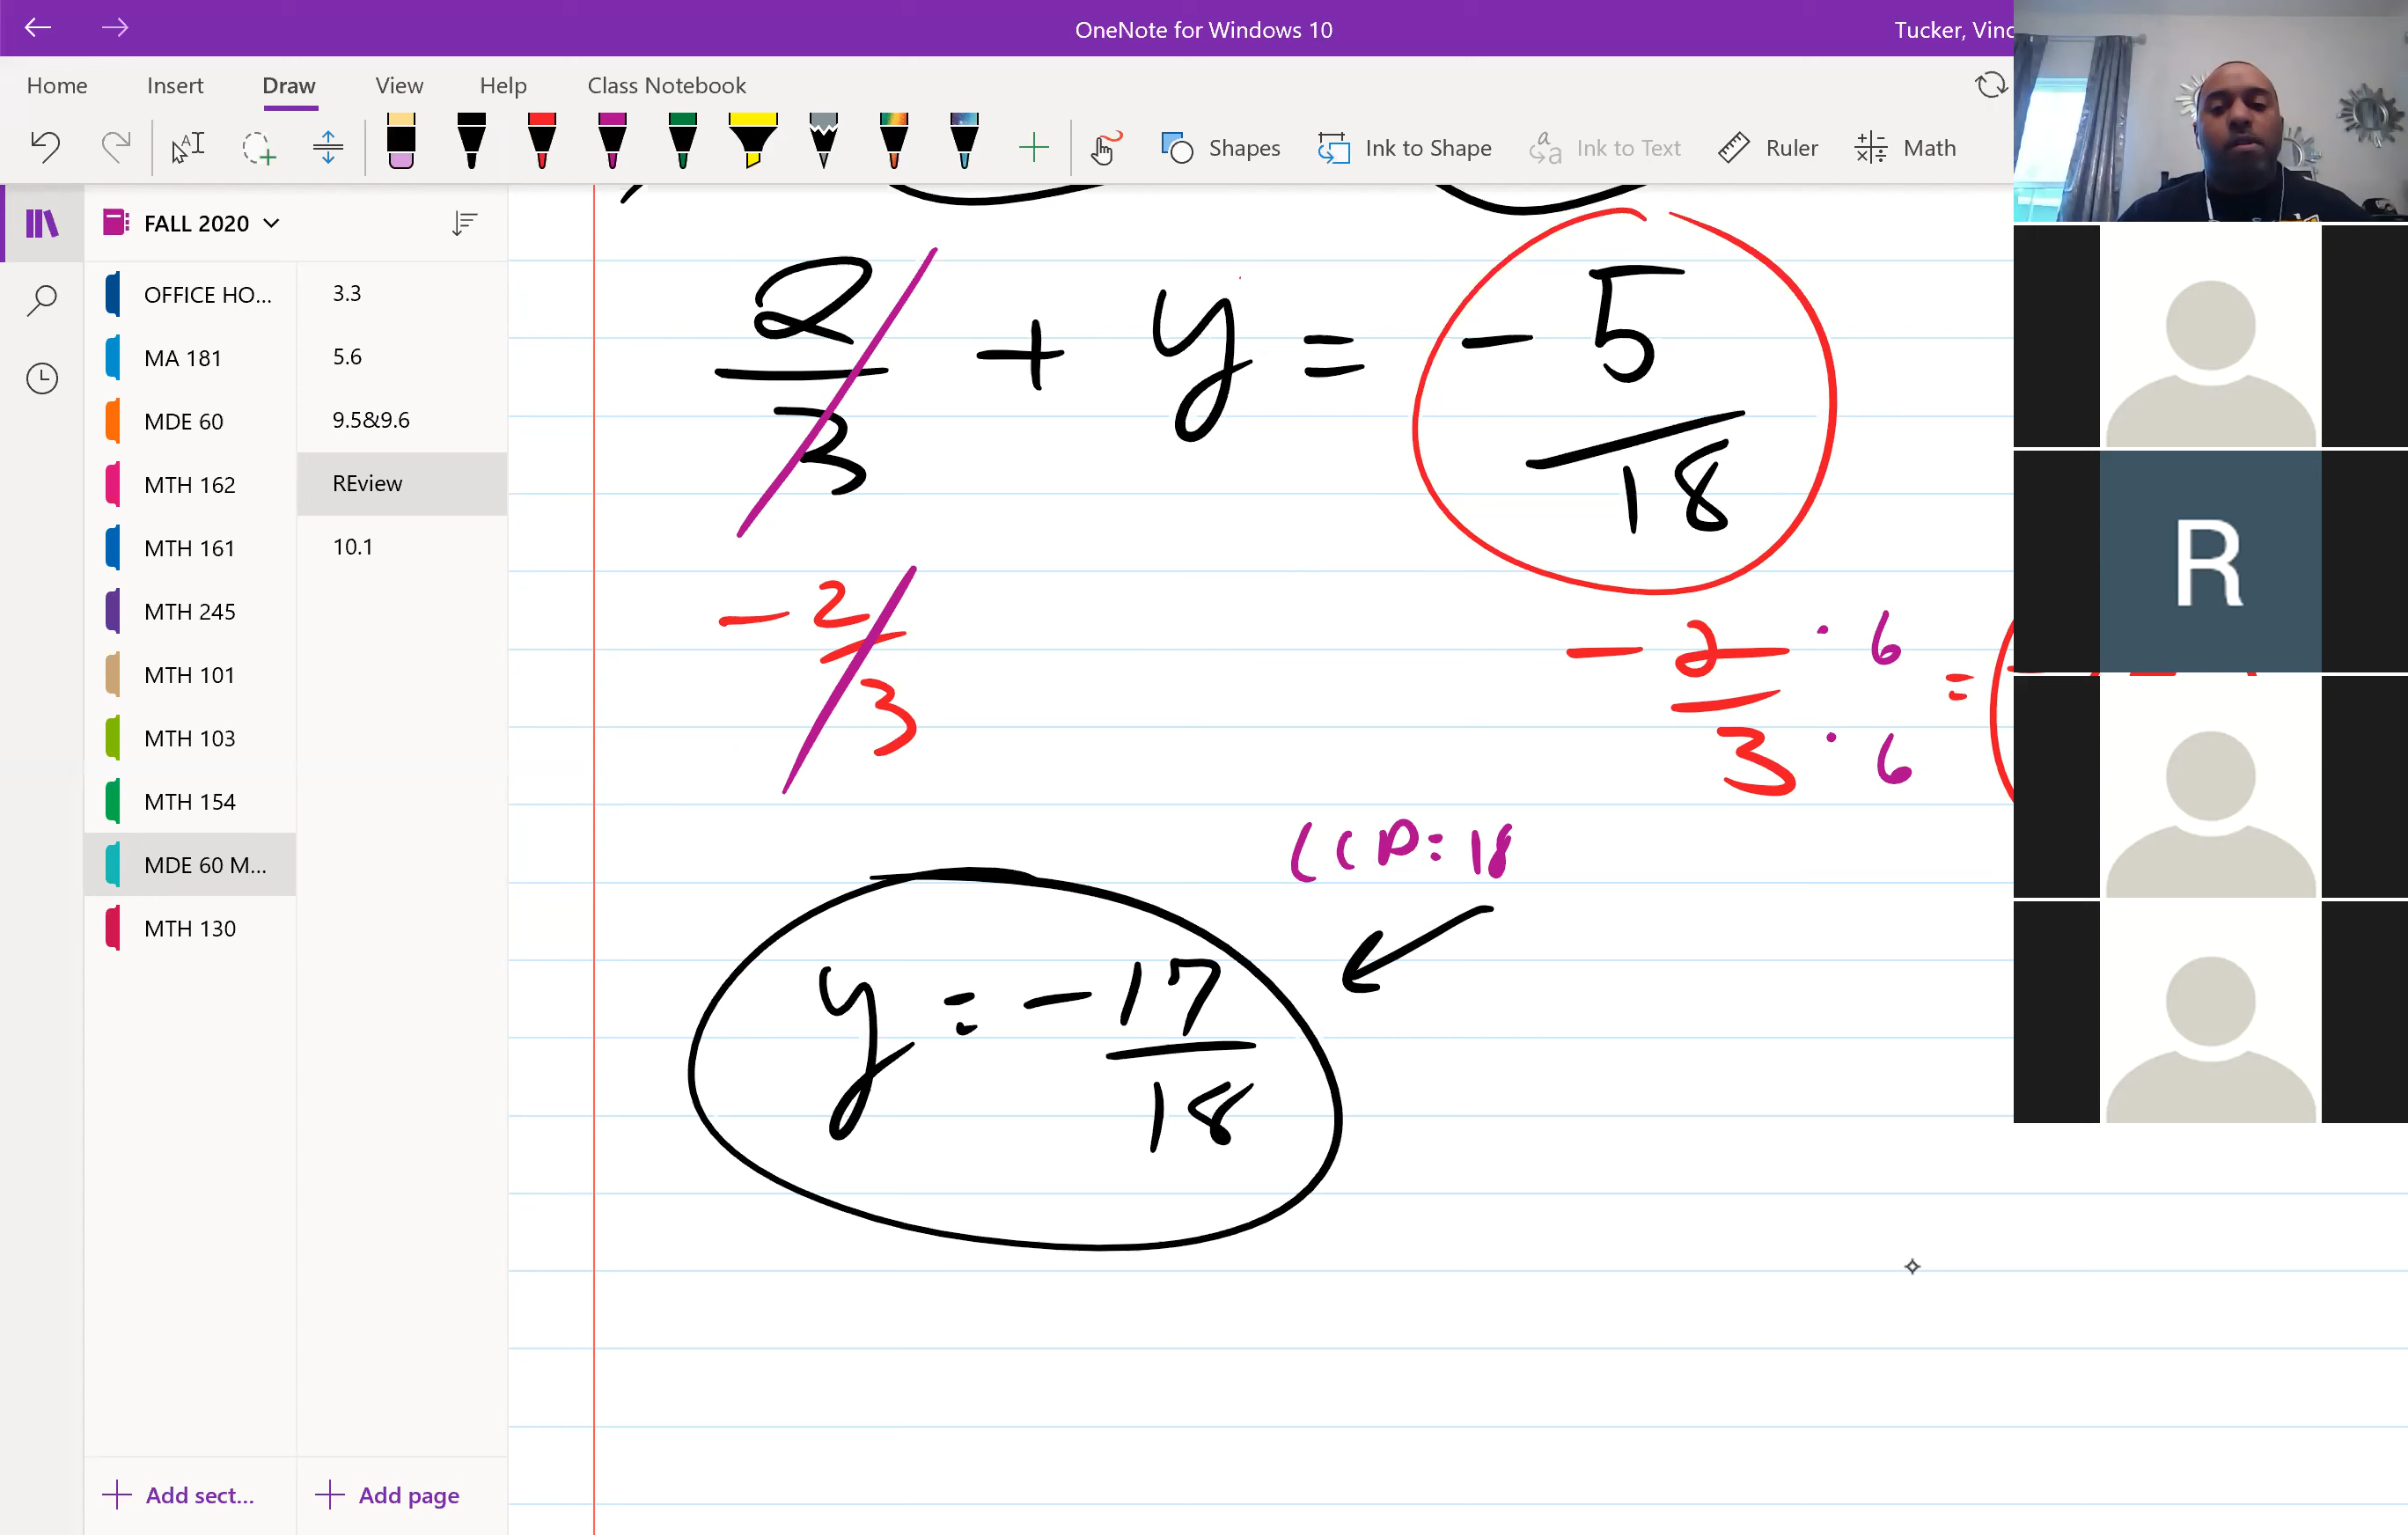 OneNote for Windows 10
Tucker, Vinc
Home Insert Draw View Help Class Notebook
Shapes Ink to Shape Ink to Text Ruler Math
FALL 2020
OFFICE HO...
MA 181
MDE 60
MTH 162
MTH 161
MTH 245
MTH 101
MTH 103
MTH 154
MDE 60 M...
MTH 130
Add sect...
3.3
5.6
9.5&9.6
REview
10.1
Add page
2/3 + y = -5/18
-2/3
-2/3 · 6 · 6 =
LCD: 18
y = -17/18
R